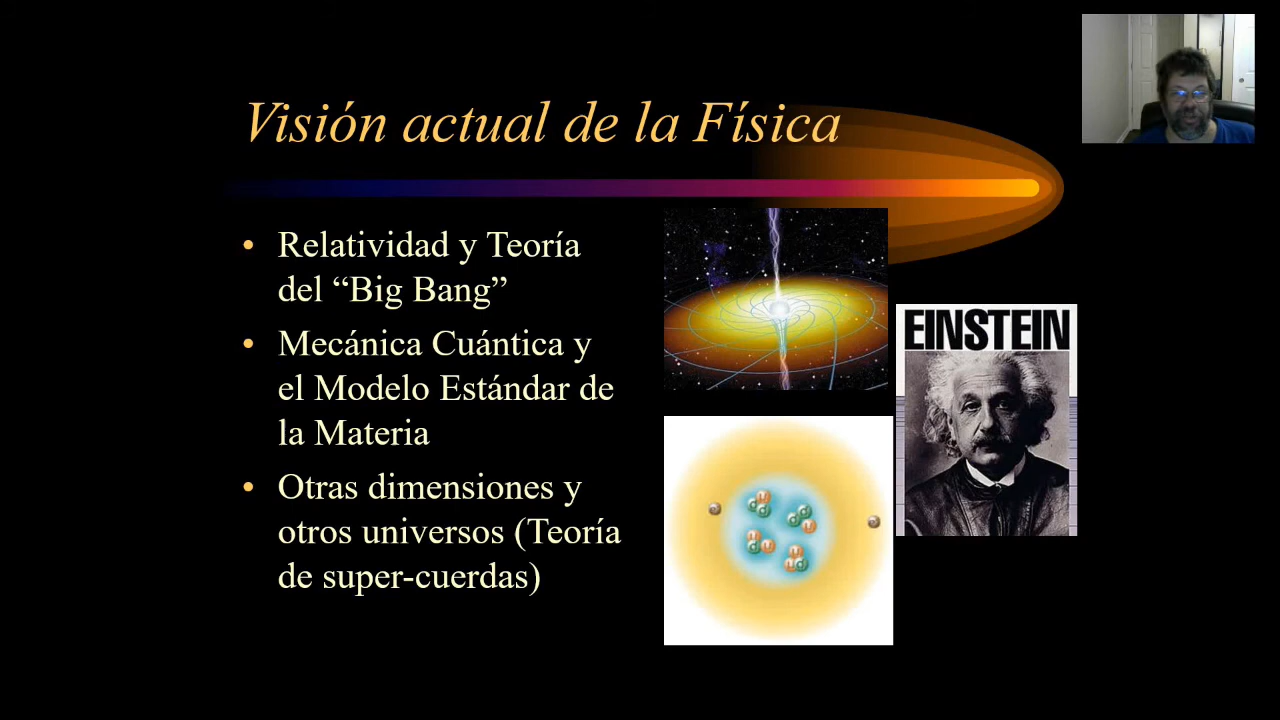 Visión actual de la Física
• Relatividad y Teoría
del “Big Bang”
• Mecánica Cuántica y
el Modelo Estándar de
la Materia
• Otras dimensiones y
otros universos (Teoría
de super-cuerdas)
EINSTEIN